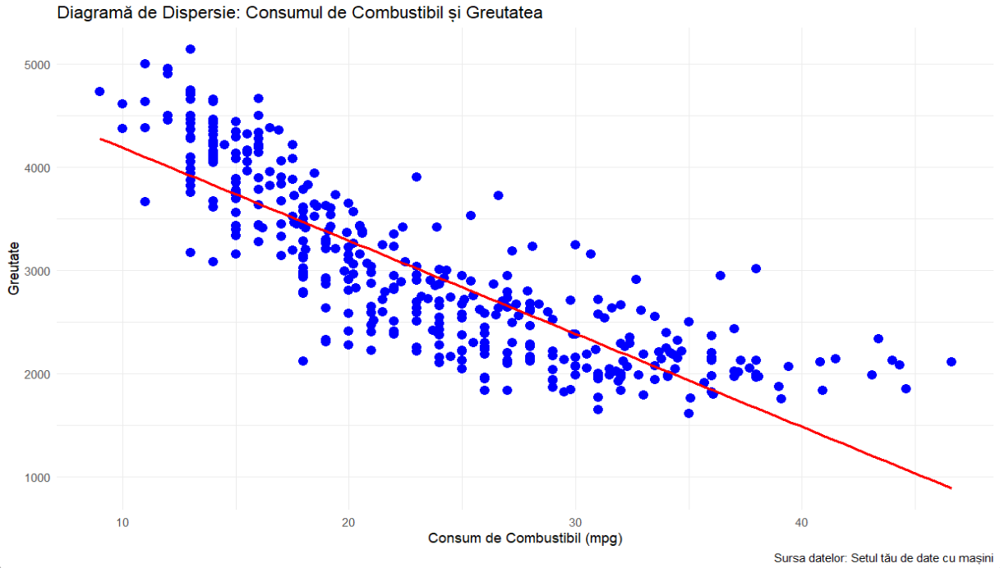 Diagramă de Dispersie: Consumul de Combustibil și Greutatea
5000
4000
3000
2000
1000
Greutate
10 20 30 40
Consum de Combustibil (mpg)
Sursa datelor: Setul tău de date cu mașini